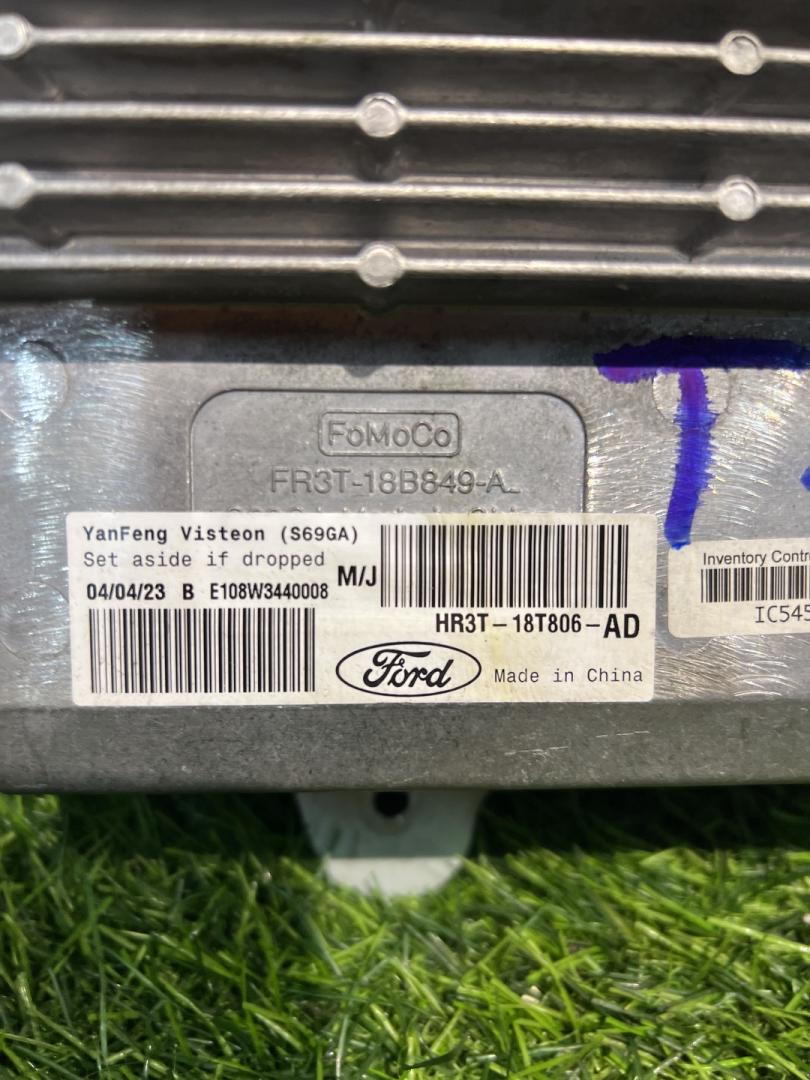 FoMoCo
FR3T-18B849-A
YanFeng Visteon (S69GA)
Set aside if dropped
04/04/23 B E108W3440008
M/J
HR3T-18T806-AD
Ford
Made in China
Inventory
IC545
T